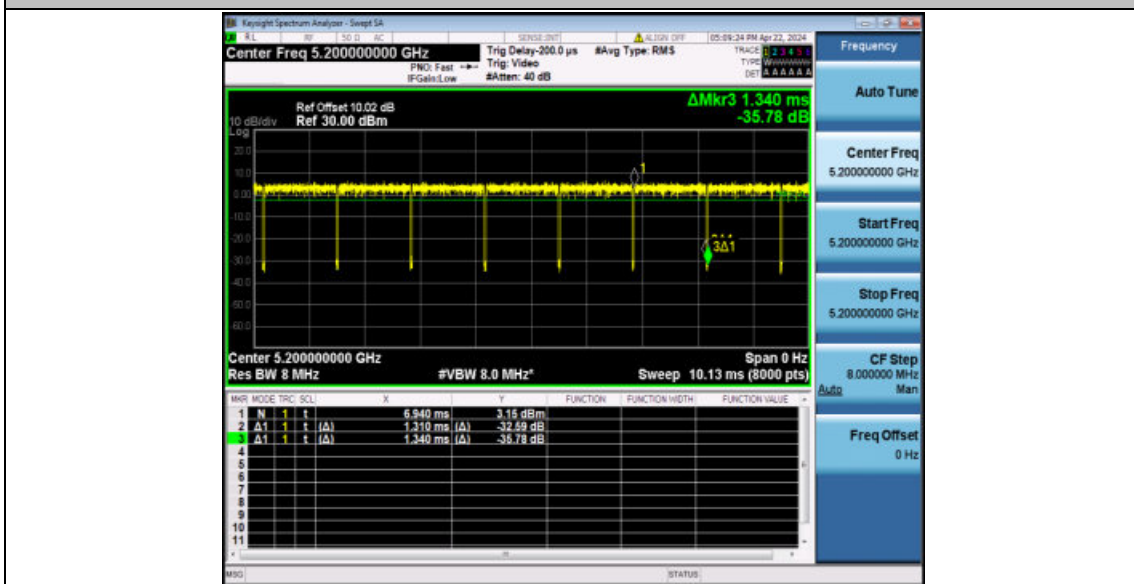 Keysight Spectrum Analyzer - Swept SA
RL RF 50 Ω AC SENSE:INT ALIGN OFF 05:09:24 PM Apr 22, 2024
Center Freq 5.200000000 GHz
PNO: Fast
IFGain:Low
Trig Delay-200.0 µs
Trig: Video
#Atten: 40 dB
#Avg Type: RMS
TRACE 1 2 3 4 5 6
TYPE WWWWWW
DET A A A A A A
ΔMkr3 1.340 ms
-35.78 dB
Ref Offset 10.02 dB
10 dB/div Ref 30.00 dBm
Log
20.0
10.0
0.00
-10.0
-20.0
-30.0
-40.0
-50.0
-60.0
1
3Δ1
Center 5.200000000 GHz Span 0 Hz
Res BW 8 MHz #VBW 8.0 MHz* Sweep 10.13 ms (8000 pts)
MKR MODE TRC SCL X Y FUNCTION FUNCTION WIDTH FUNCTION VALUE
1 N 1 t 6.940 ms 3.15 dBm
2 Δ1 1 t (Δ) 1.310 ms (Δ) -32.59 dB
3 Δ1 1 t (Δ) 1.340 ms (Δ) -35.78 dB
4
5
6
7
8
9
10
11
MSG STATUS
Frequency
Auto Tune
Center Freq
5.200000000 GHz
Start Freq
5.200000000 GHz
Stop Freq
5.200000000 GHz
CF Step
8.000000 MHz
Auto Man
Freq Offset
0 Hz